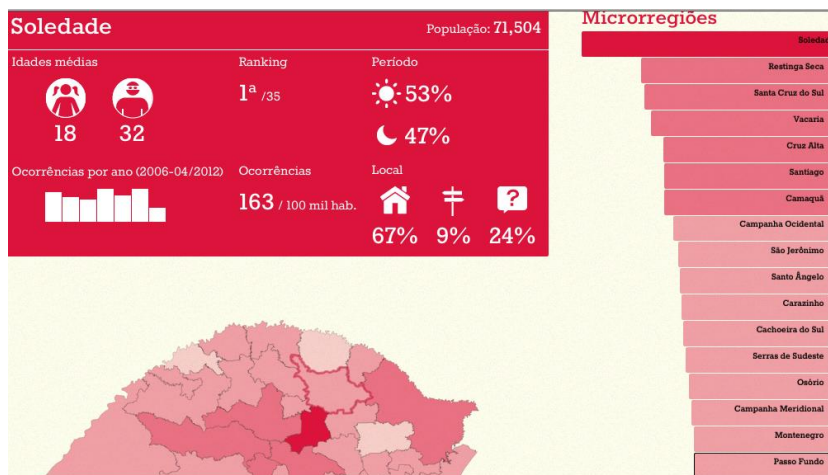 Soledade
População: 71,504
Idades médias
18
32
Ranking
1ª /35
Período
53%
47%
Ocorrências por ano (2006-04/2012)
Ocorrências
163 / 100 mil hab.
Local
67%
9%
?
24%
Microrregiões
Soledad
Restinga Seca
Santa Cruz do Sul
Vacaria
Cruz Alta
Santiago
Camaquã
Campanha Ocidental
São Jerônimo
Santo Ângelo
Carazinho
Cachoeira do Sul
Serras de Sudeste
Osório
Campanha Meridional
Montenegro
Passo Fundo